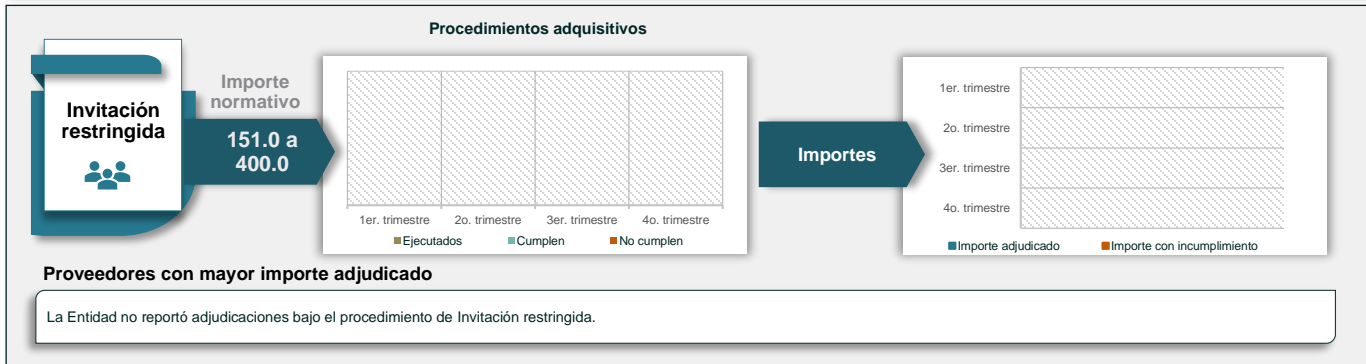 Procedimientos adquisitivos
Invitación
restringida
Importe
normativo
151.0 a
400.0
1er. trimestre
2o. trimestre
3er. trimestre
4o. trimestre
Ejecutados
Cumplen
No cumplen
Importes
1er. trimestre
2o. trimestre
3er. trimestre
4o. trimestre
Importe adjudicado
Importe con incumplimiento
Proveedores con mayor importe adjudicado
La Entidad no reportó adjudicaciones bajo el procedimiento de Invitación restringida.